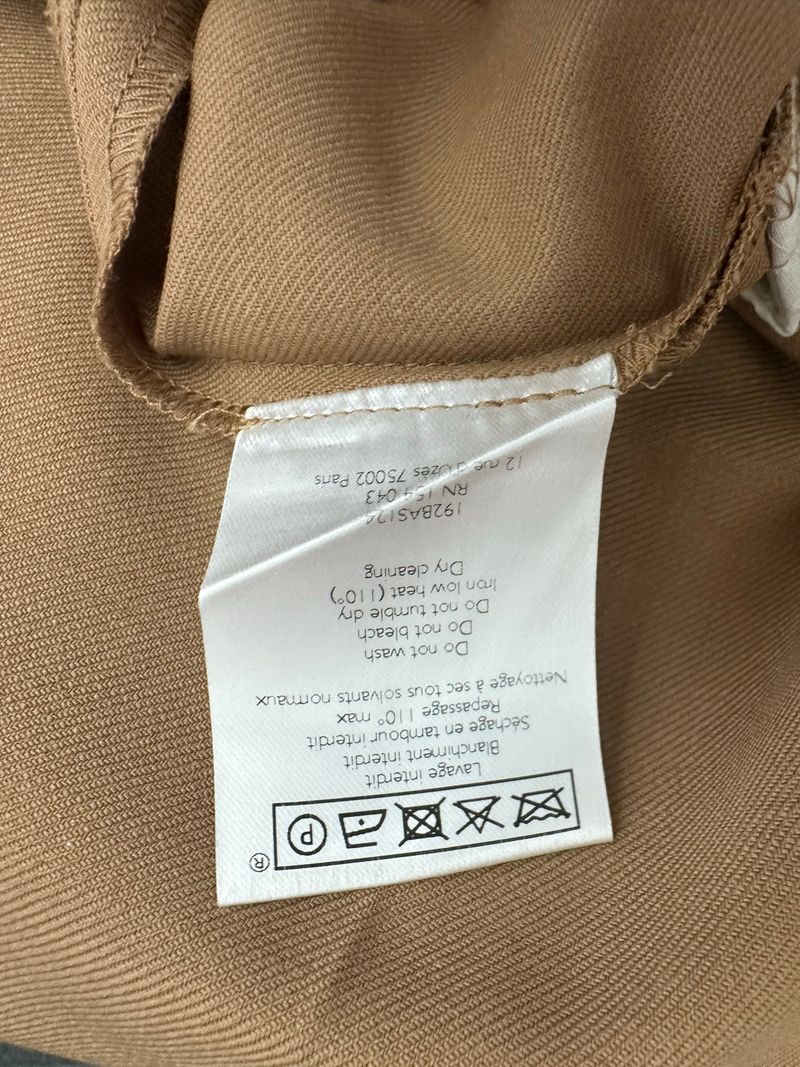 ®
P
Lavage interdit
Blanchiment interdit
Séchage en tambour interdit
Repassage 110° max
Nettoyage à sec tous solvants normaux
Do not wash
Do not bleach
Do not tumble dry
Iron low heat (110°)
Dry cleaning
192BAS124
RN 154 043
12 rue d'Uzès 75002 Paris